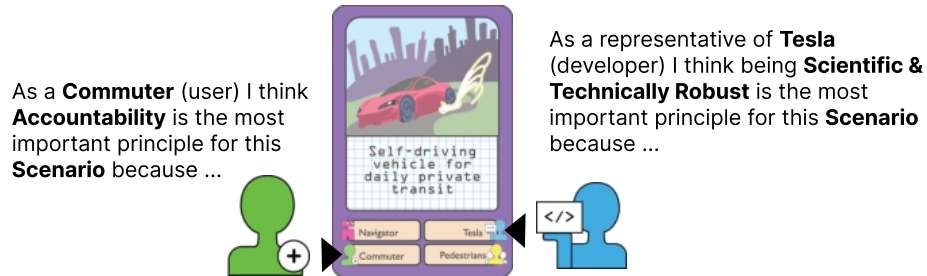 As a Commuter (user) I think
Accountability is the most
important principle for this
Scenario because ...
Self-driving
vehicle for
daily private
transit
Navigator
Tesla
Commuter
Pedestrians
As a representative of Tesla
(developer) I think being Scientific &
Technically Robust is the most
important principle for this Scenario
because ...
</>